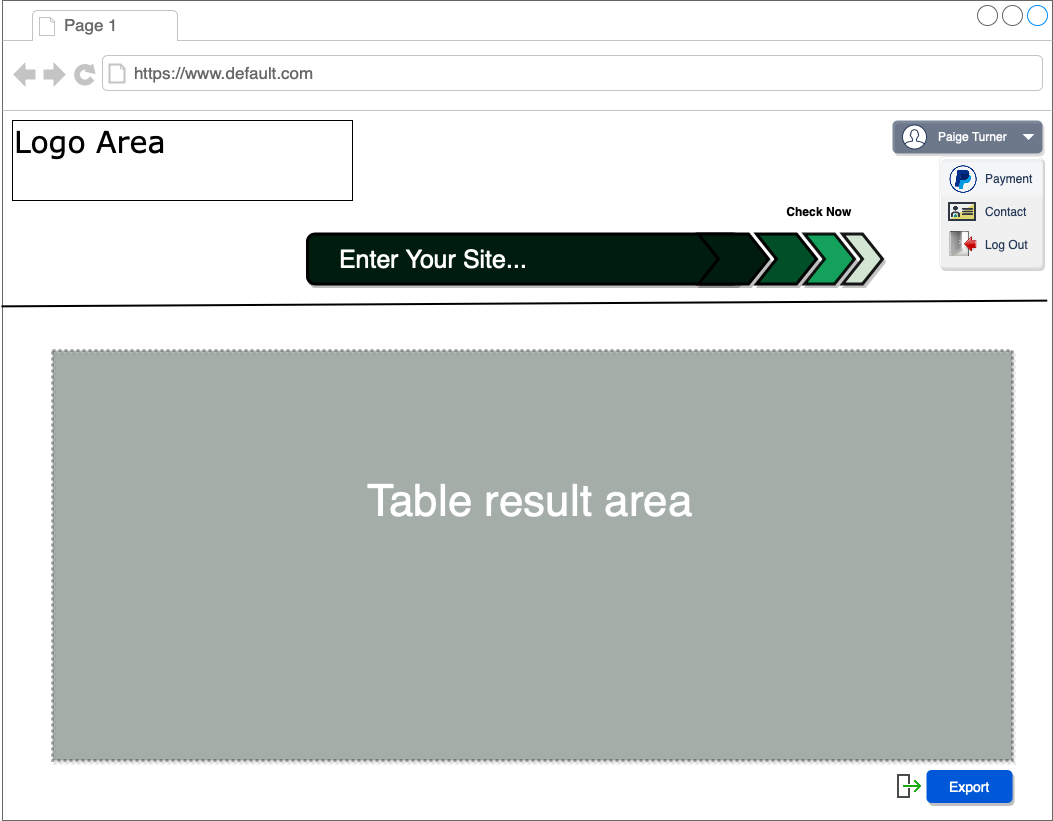 Page 1
https://www.default.com
Logo Area
Paige Turner
Payment
Contact
Log Out
Check Now
Enter Your Site...
Table result area
Export